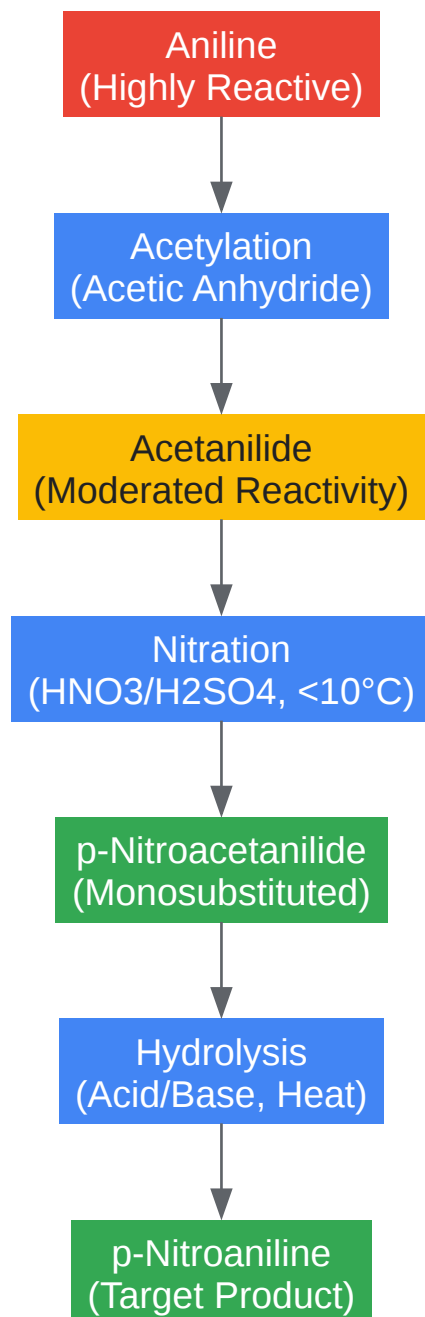 Aniline
(Highly Reactive)
Acetylation
(Acetic Anhydride)
Acetanilide
(Moderated Reactivity)
Nitration
(HNO3/H2SO4, <10°C)
p-Nitroacetanilide
(Monosubstituted)
Hydrolysis
(Acid/Base, Heat)
p-Nitroaniline
(Target Product)